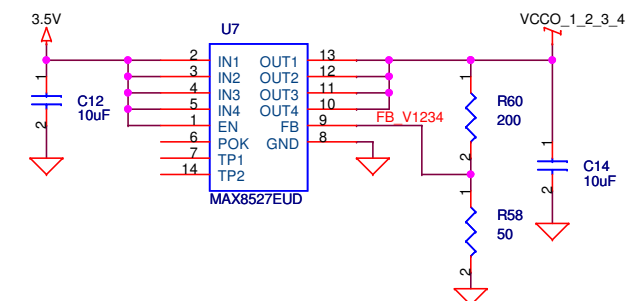 3.5V
U7
VCCO_1_2_3_4
2 IN1 OUT1 13
3 IN2 OUT2 12
4 IN3 OUT3 11
5 IN4 OUT4 10
1 EN FB 9 FB_V1234
6 POK GND 8
7 TP1
14 TP2
MAX8527EUD
1
C12
10uF
2
1
R60
200
2
1
C14
10uF
2
1
R58
50
2